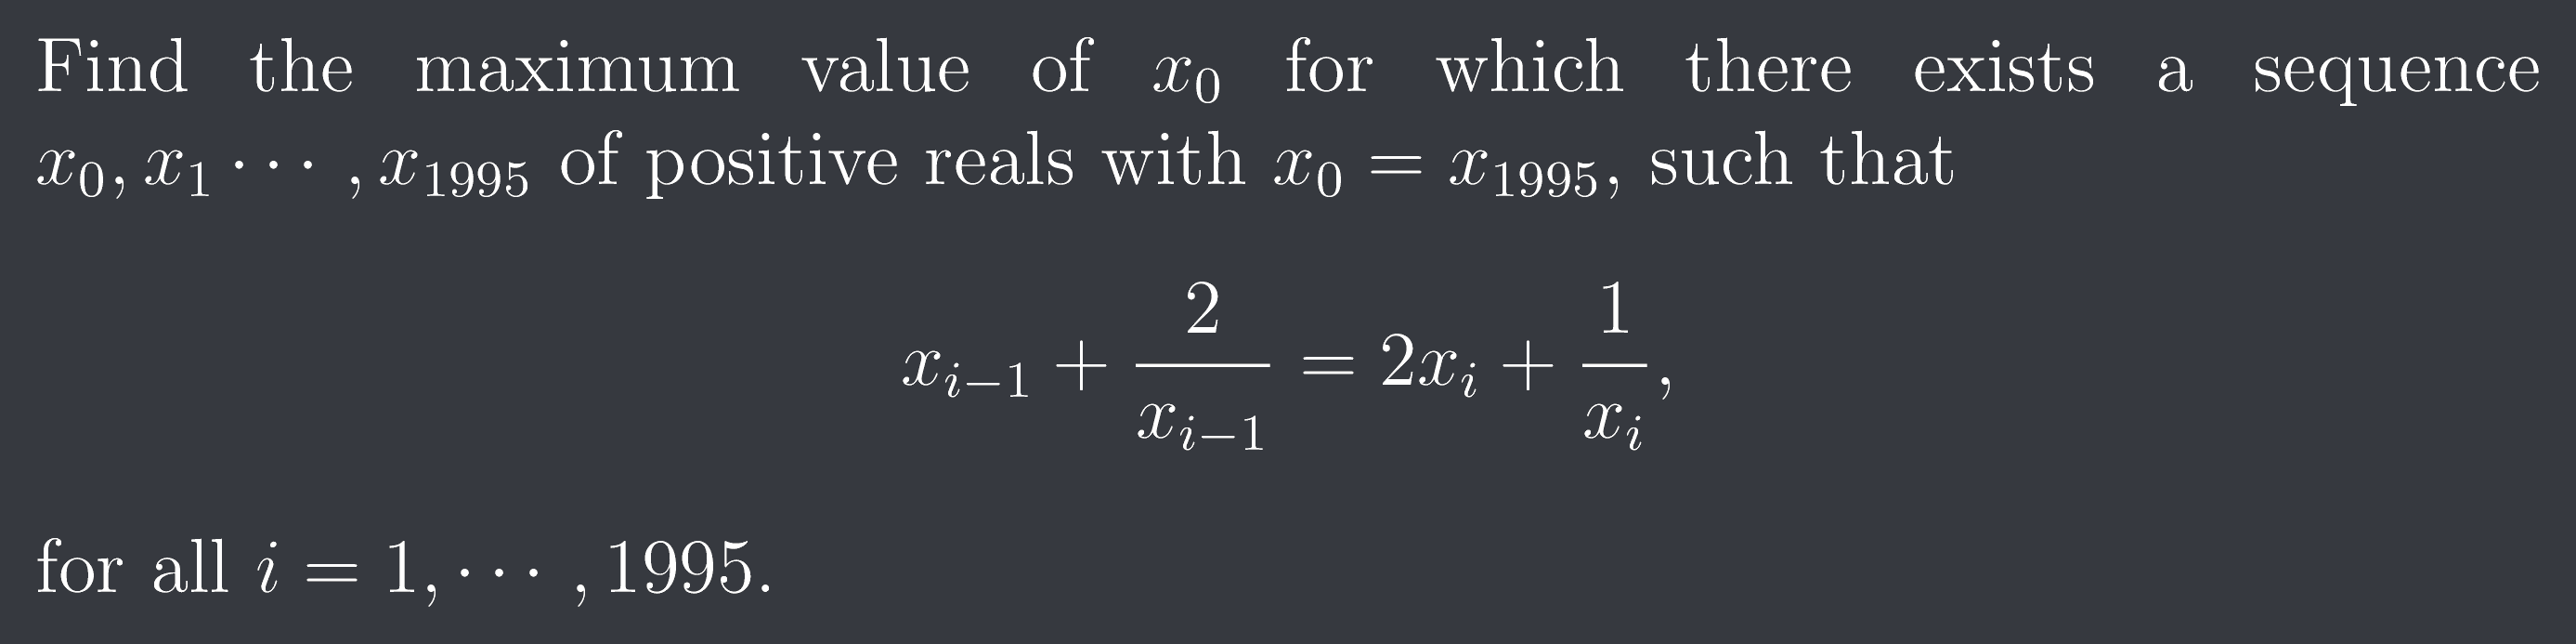 Find the maximum value of $x_0$ for which there exists a sequence
$x_0, x_1 \cdots , x_{1995}$ of positive reals with $x_0 = x_{1995}$, such that
$$x_{i-1} + \frac{2}{x_{i-1}} = 2x_i + \frac{1}{x_i},$$
for all $i = 1, \cdots , 1995.$